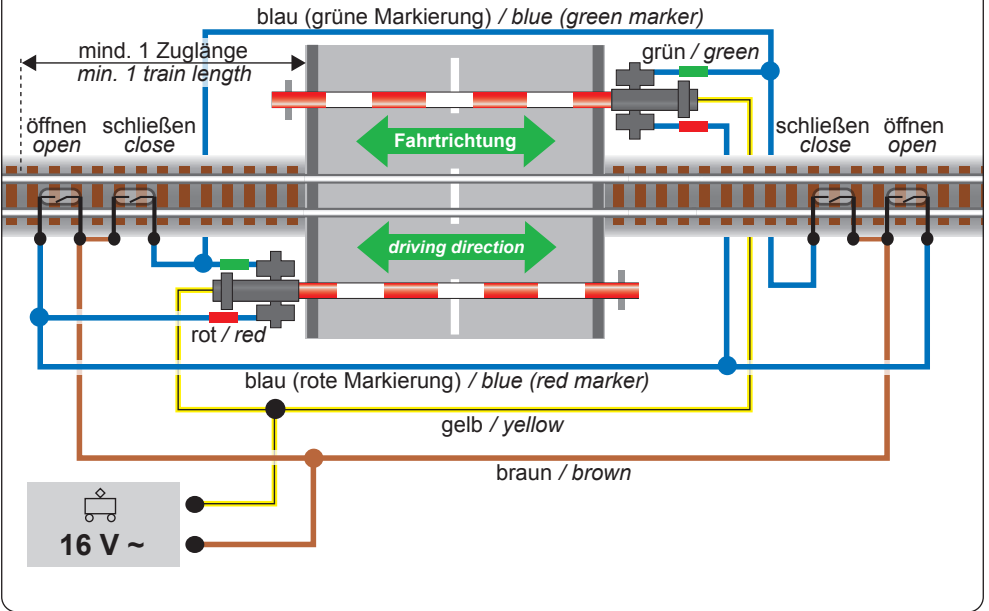 blau (grüne Markierung) / blue (green marker)
mind. 1 Zuglänge
min. 1 train length
grün / green
öffnen
open
schließen
close
Fahrtrichtung
schließen
close
öffnen
open
driving direction
rot / red
blau (rote Markierung) / blue (red marker)
gelb / yellow
braun / brown
16 V ~